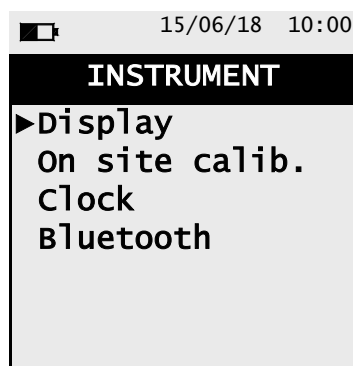 15/06/18 10:00
INSTRUMENT
►Display
On site calib.
Clock
Bluetooth